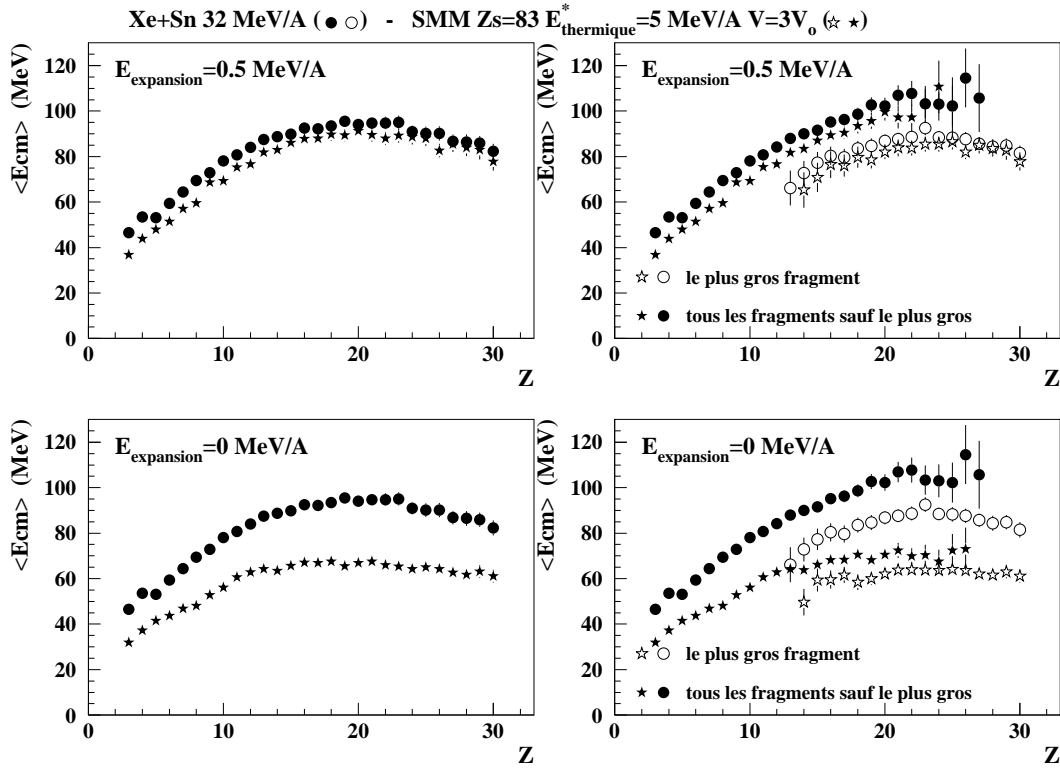 Xe+Sn 32 MeV/A (● ○) - SMM Zs=83 E*thermique=5 MeV/A V=3Vo (☆ ★)
<Ecm> (MeV)
120
100
80
60
40
20
0
Eexpansion=0.5 MeV/A
0 10 20 30
Z
<Ecm> (MeV)
120
100
80
60
40
20
0
Eexpansion=0.5 MeV/A
☆ ○ le plus gros fragment
★ ● tous les fragments sauf le plus gros
0 10 20 30
Z
<Ecm> (MeV)
120
100
80
60
40
20
0
Eexpansion=0 MeV/A
0 10 20 30
Z
<Ecm> (MeV)
120
100
80
60
40
20
0
Eexpansion=0 MeV/A
☆ ○ le plus gros fragment
★ ● tous les fragments sauf le plus gros
0 10 20 30
Z